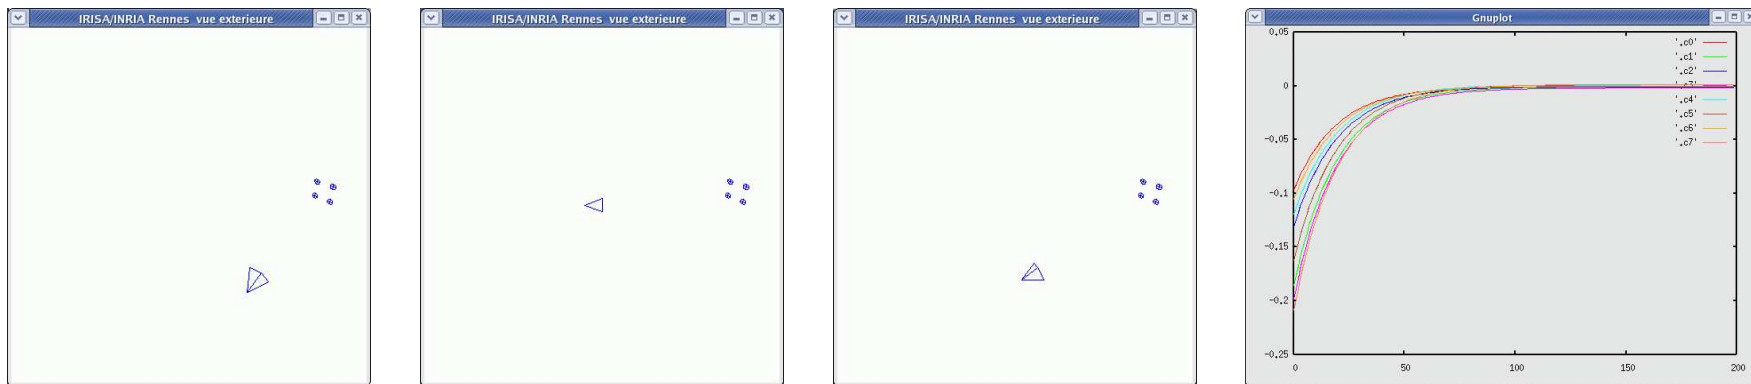 IRISA/INRIA Rennes vue exterieure
IRISA/INRIA Rennes vue exterieure
IRISA/INRIA Rennes vue exterieure
Gnuplot
0.05
0
-0.05
-0.1
-0.15
-0.2
-0.25
'.c0'
'.c1'
'.c2'
'.c4'
'.c5'
'.c6'
'.c7'
0 50 100 150 200